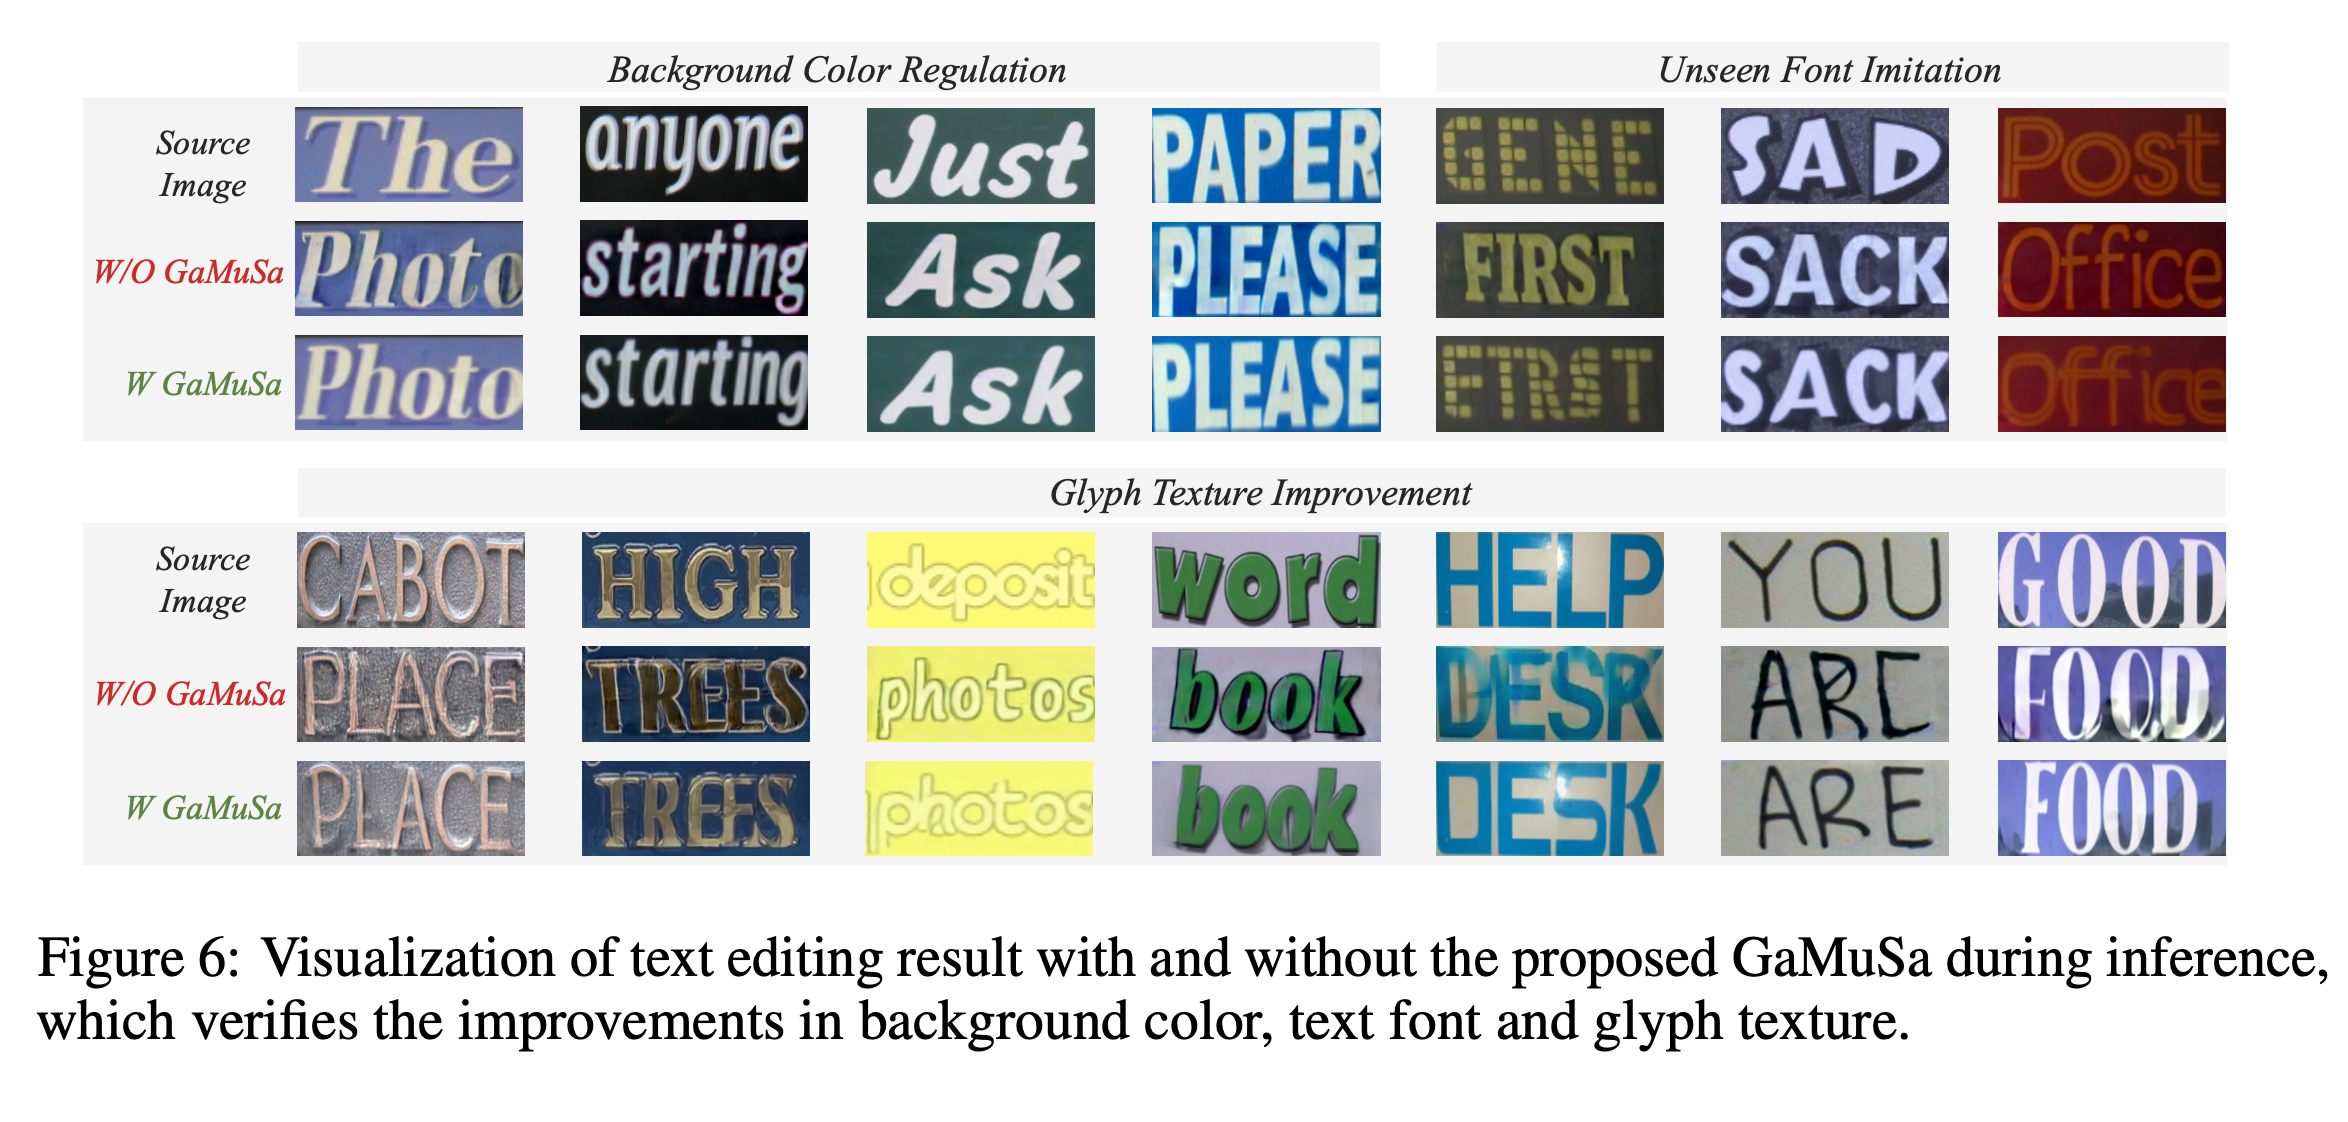 Background Color Regulation
Unseen Font Imitation
Source Image
The
anyone
Just
PAPER
GENE
SAD
Post
W/O GaMuSa
Photo
starting
Ask
PLEASE
FIRST
SACK
Office
W GaMuSa
Photo
starting
Ask
PLEASE
FIRST
SACK
Office
Glyph Texture Improvement
Source Image
CABOT
HIGH
deposit
word
HELP
YOU
GOOD
W/O GaMuSa
PLACE
TREES
photos
book
DESK
ARC
FOOD
W GaMuSa
PLACE
TREES
photos
book
DESK
ARE
FOOD
Figure 6: Visualization of text editing result with and without the proposed GaMuSa during inference,
which verifies the improvements in background color, text font and glyph texture.